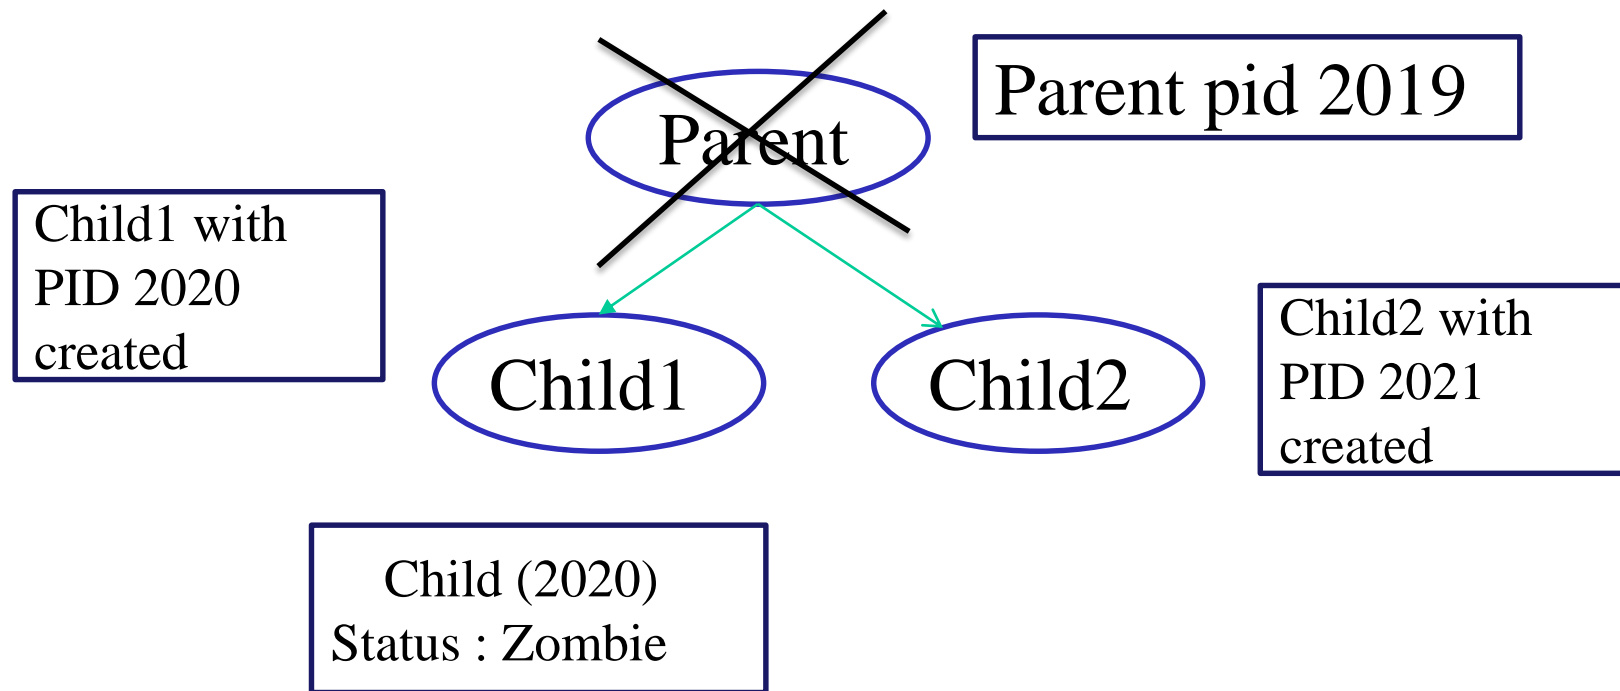 Parent
Parent pid 2019
Child1 with
PID 2020
created
Child1
Child2
Child2 with
PID 2021
created
Child (2020)
Status : Zombie